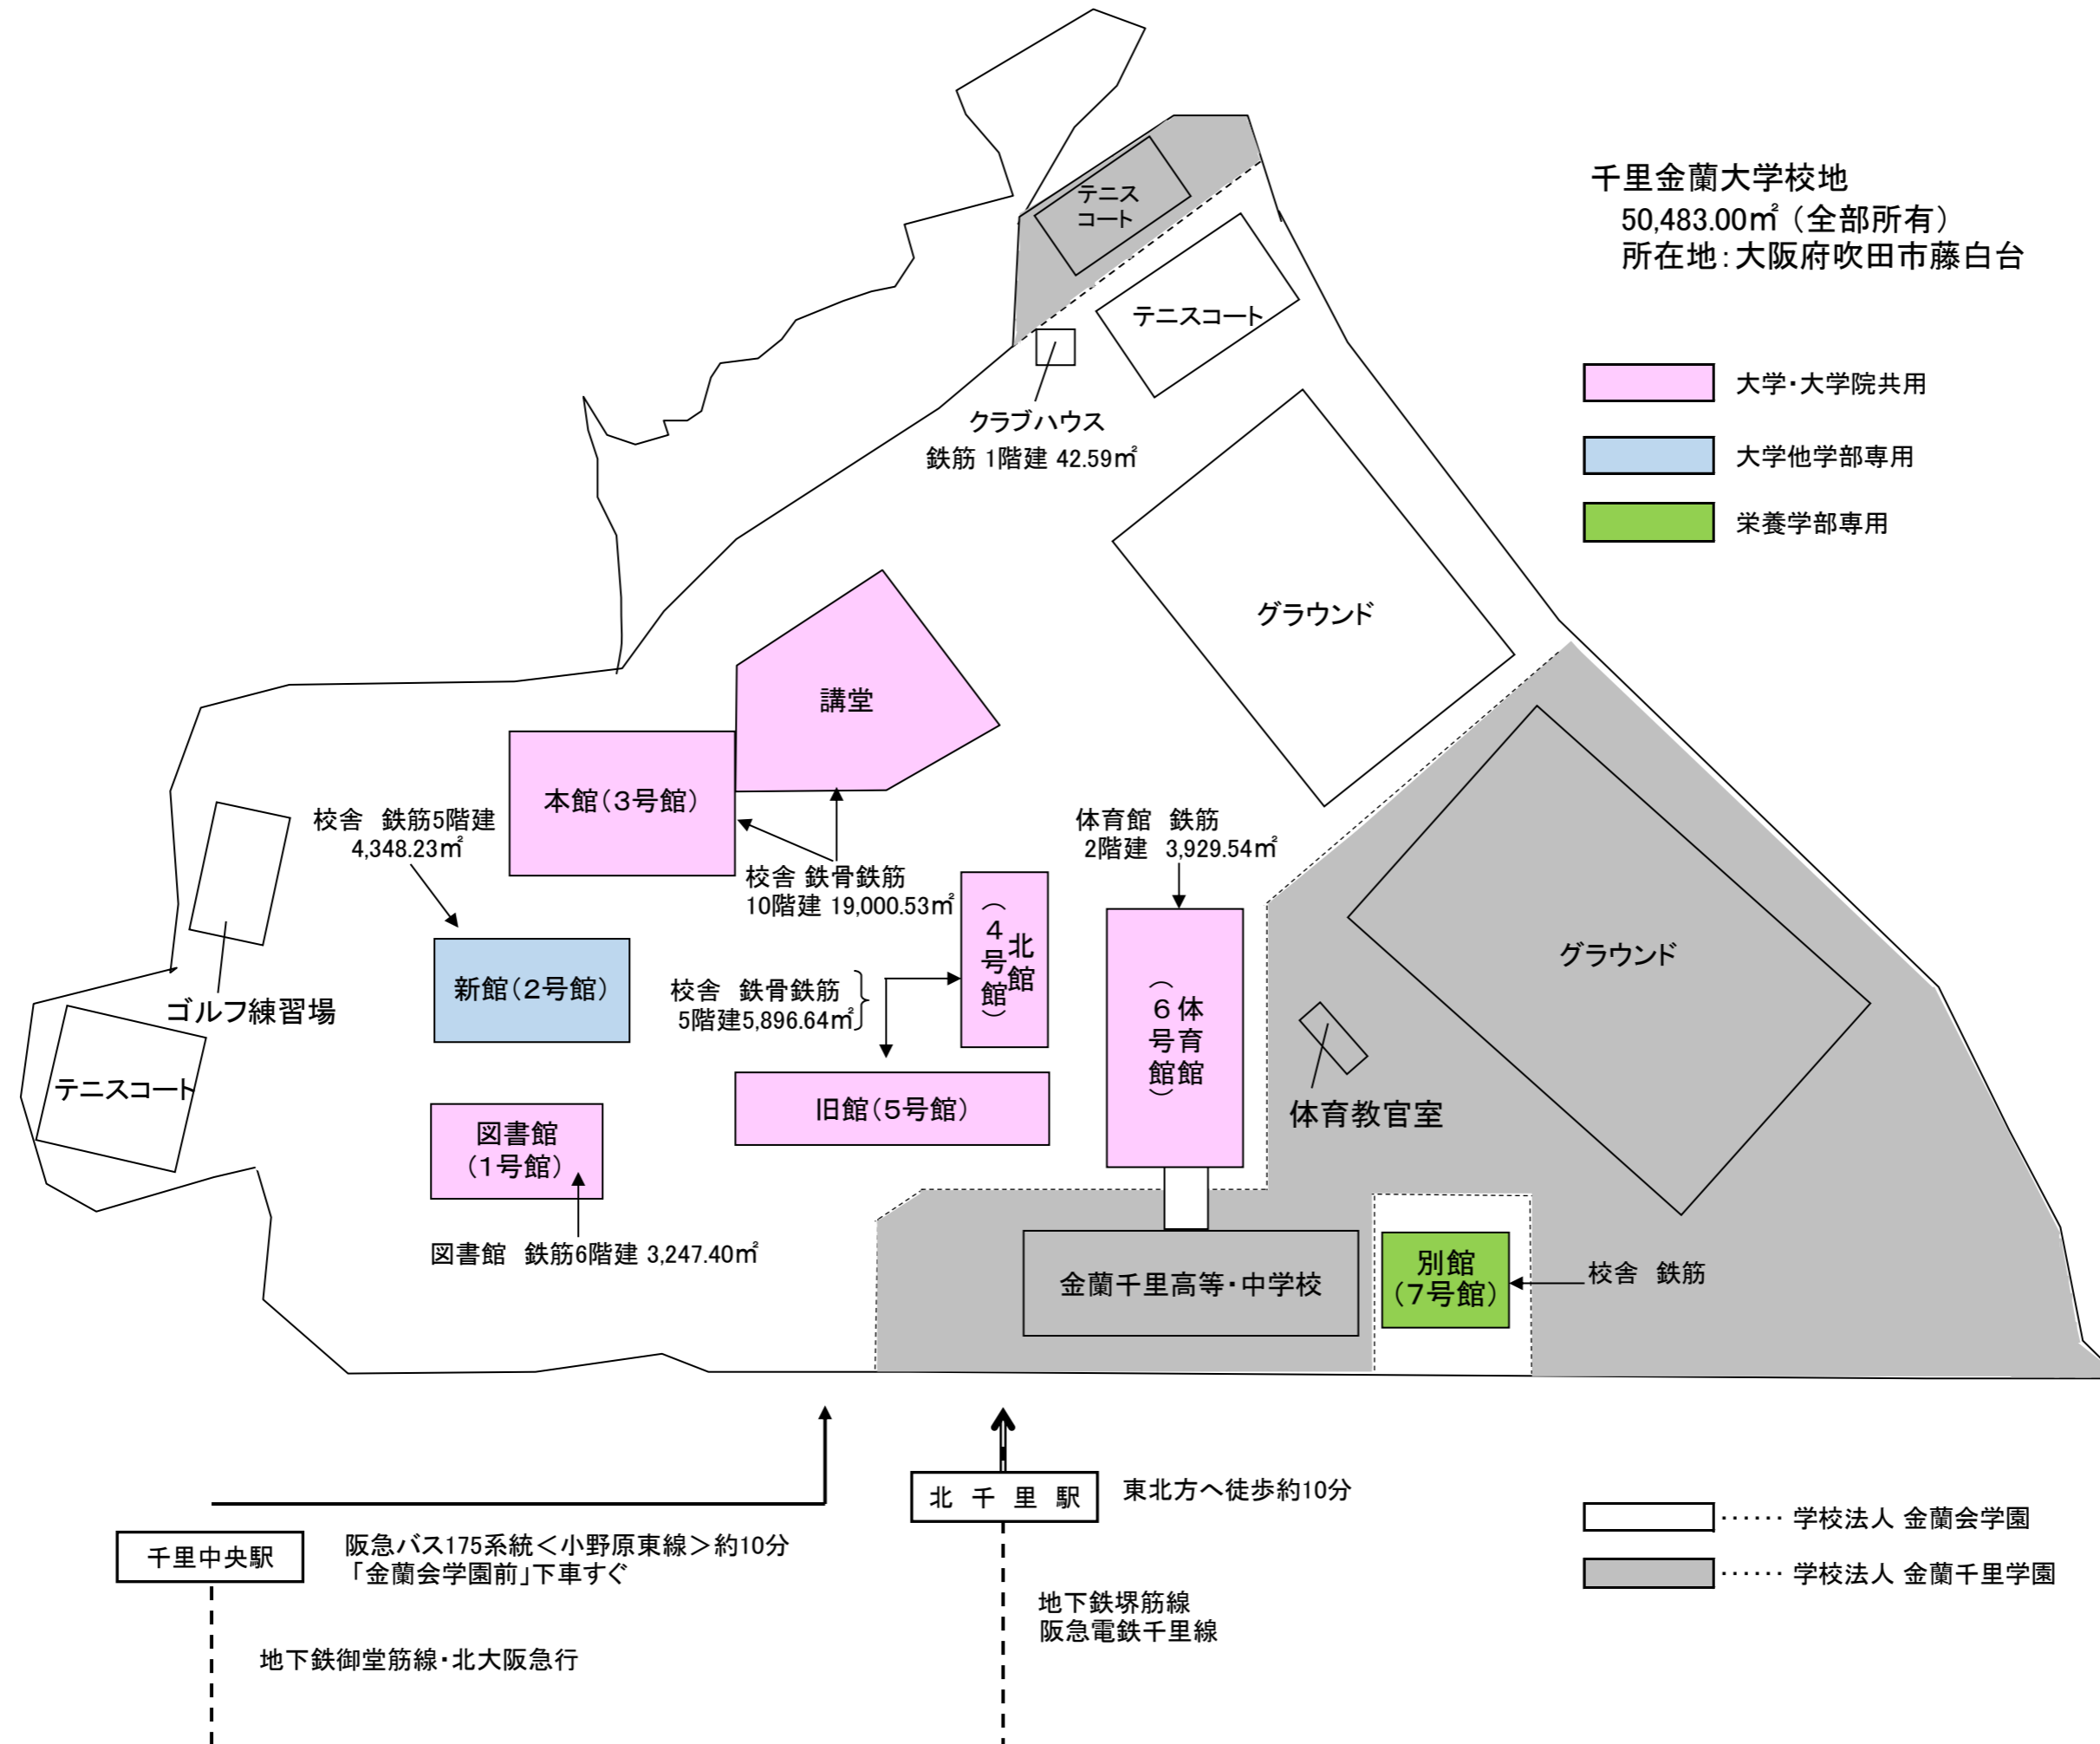 千里金蘭大学校地
50,483.00㎡（全部所有）
所在地：大阪府吹田市藤白台
大学・大学院共用
大学他学部専用
栄養学部専用
テニス
コート
テニスコート
クラブハウス
鉄筋 1階建 42.59㎡
グラウンド
講堂
本館（３号館）
校舎　鉄筋5階建
4,348.23㎡
校舎 鉄骨鉄筋
10階建 19,000.53㎡
体育館　鉄筋
2階建　3,929.54㎡
北館
（４号館）
体育館
（６号館）
グラウンド
新館（２号館）
校舎　鉄骨鉄筋
5階建5,896.64㎡
ゴルフ練習場
テニスコート
旧館（５号館）
体育教官室
図書館
（１号館）
図書館　鉄筋6階建 3,247.40㎡
金蘭千里高等・中学校
別館
（７号館）
校舎　鉄筋
北 千 里 駅
東北方へ徒歩約10分
千里中央駅
阪急バス175系統＜小野原東線＞約10分
「金蘭会学園前」下車すぐ
地下鉄堺筋線
阪急電鉄千里線
地下鉄御堂筋線・北大阪急行
‥‥‥ 学校法人 金蘭会学園
‥‥‥ 学校法人 金蘭千里学園